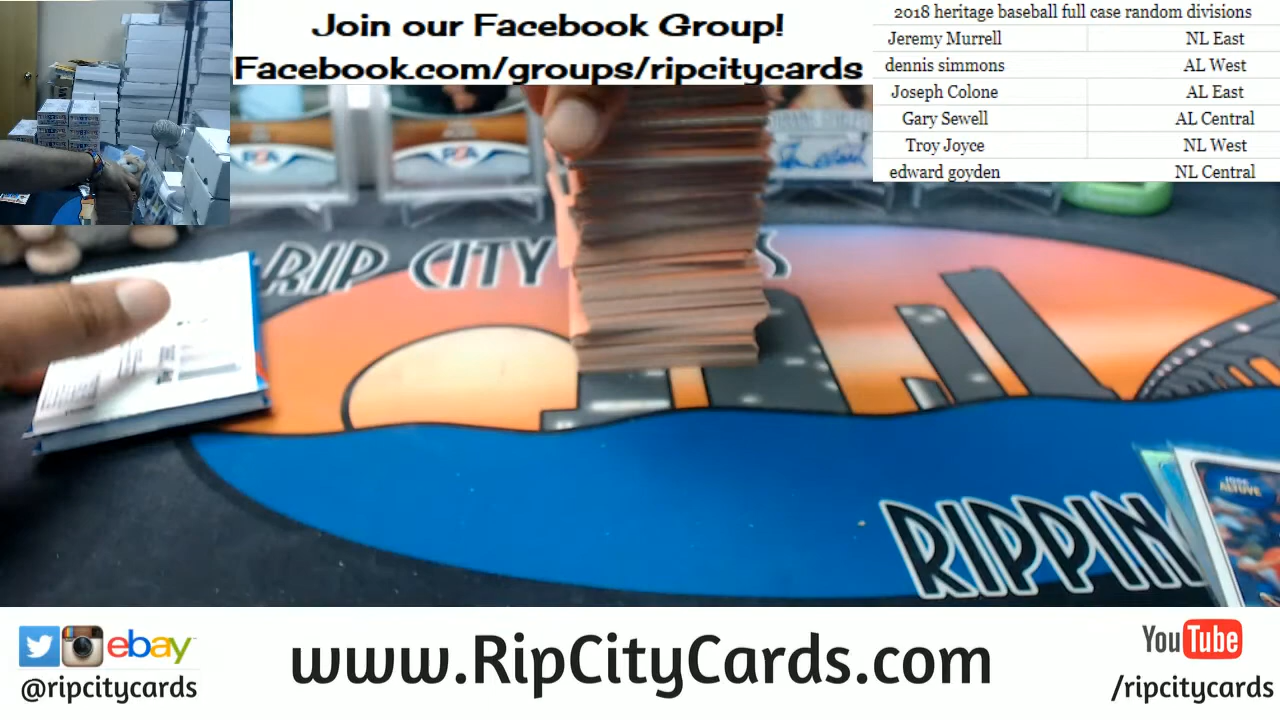 Join our Facebook Group!
Facebook.com/groups/ripcitycards
2018 heritage baseball full case random divisions
Jeremy Murrell NL East
dennis simmons AL West
Joseph Colone AL East
Gary Sewell AL Central
Troy Joyce NL West
edward goyden NL Central
RIP CITY
RIPPIN
ALTUVE
ebay
@ripcitycards
www.RipCityCards.com
YouTube
/ripcitycards